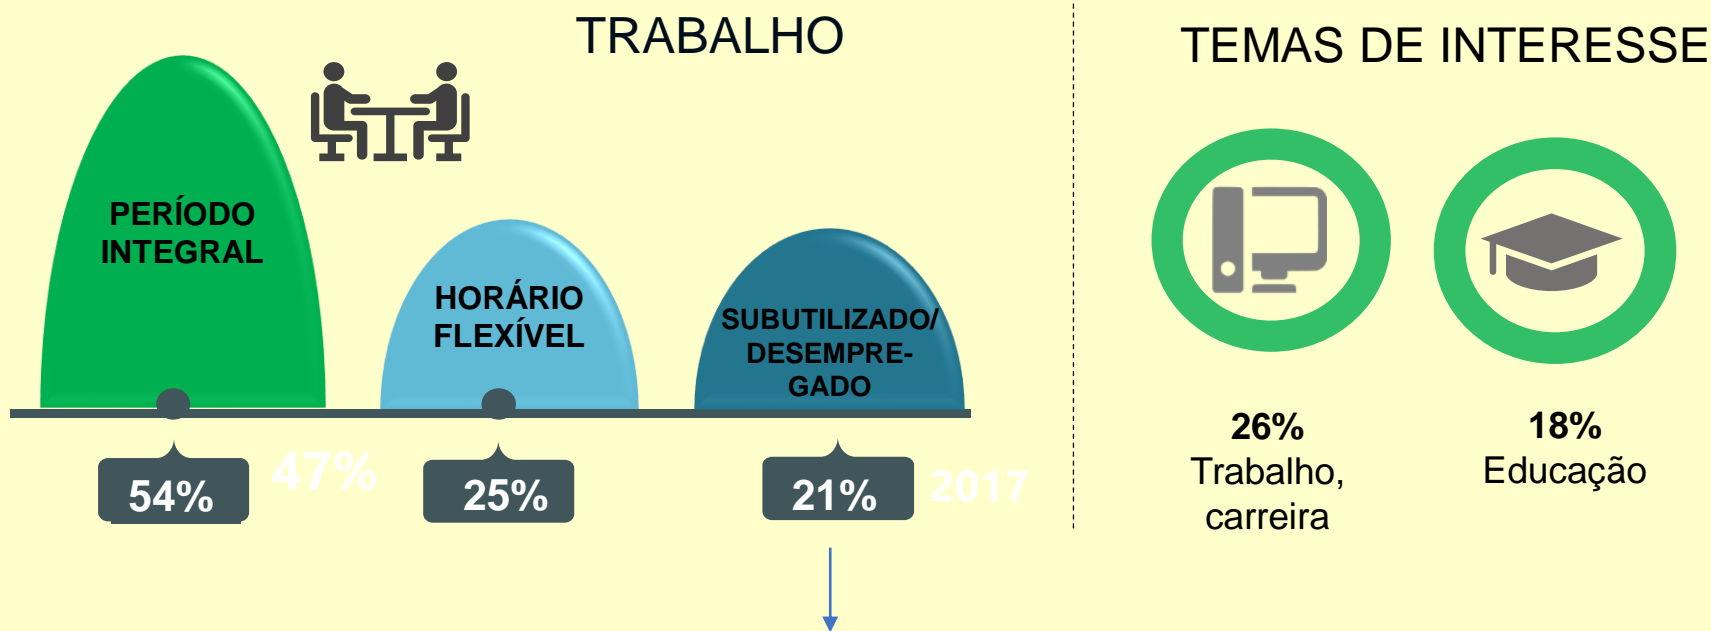 TRABALHO
PERÍODO
INTEGRAL
HORÁRIO
FLEXÍVEL
SUBUTILIZADO/
DESEMPRE-
GADO
54%
47%
25%
21%
2017
TEMAS DE INTERESSE
26%
Trabalho,
carreira
18%
Educação